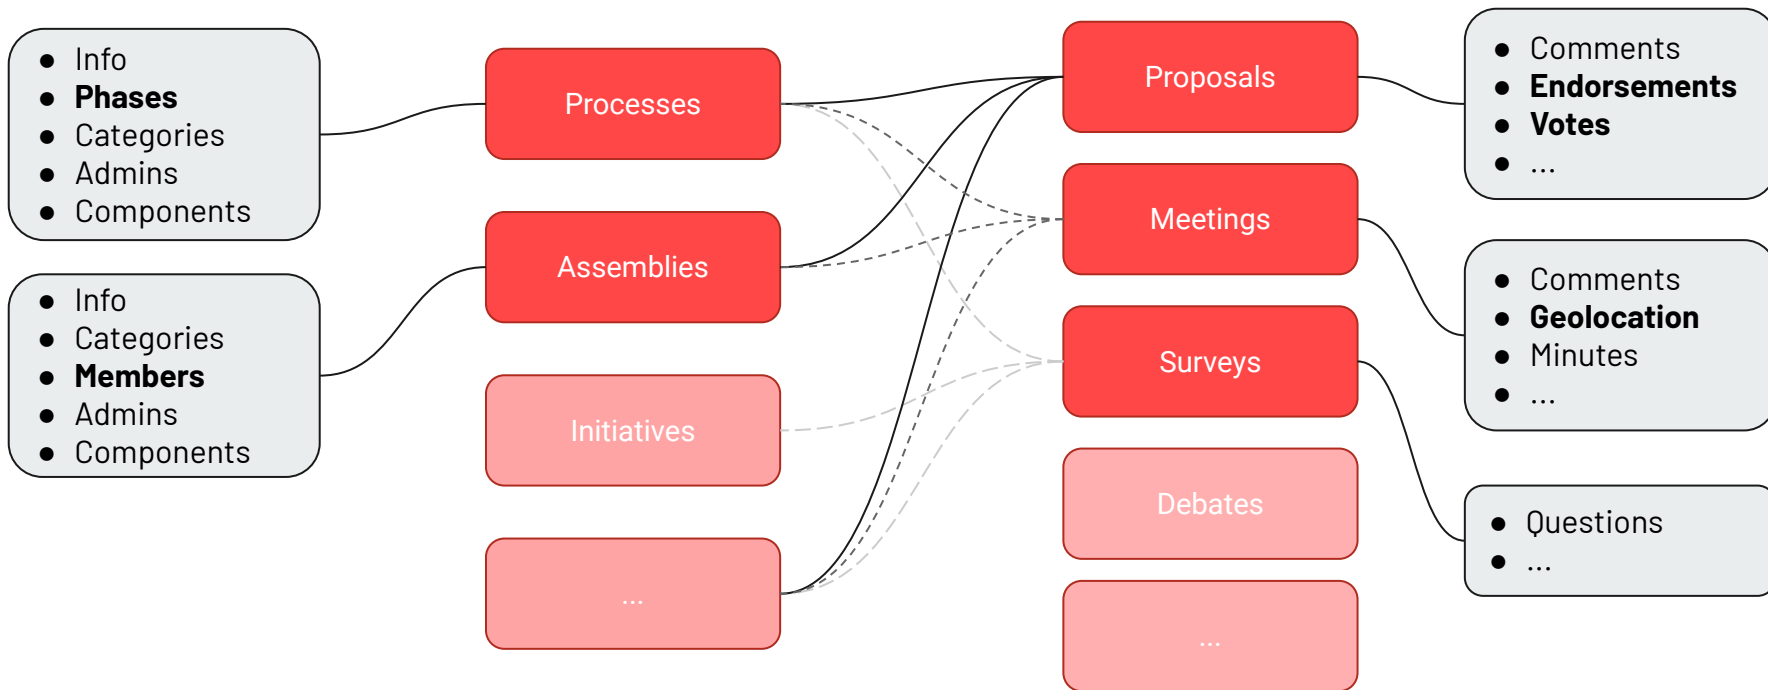 ● Info
● Phases
● Categories
● Admins
● Components
● Info
● Categories
● Members
● Admins
● Components
Processes
Assemblies
Initiatives
...
Proposals
Meetings
Surveys
Debates
...
● Comments
● Endorsements
● Votes
● ...
● Comments
● Geolocation
● Minutes
● ...
● Questions
● ...